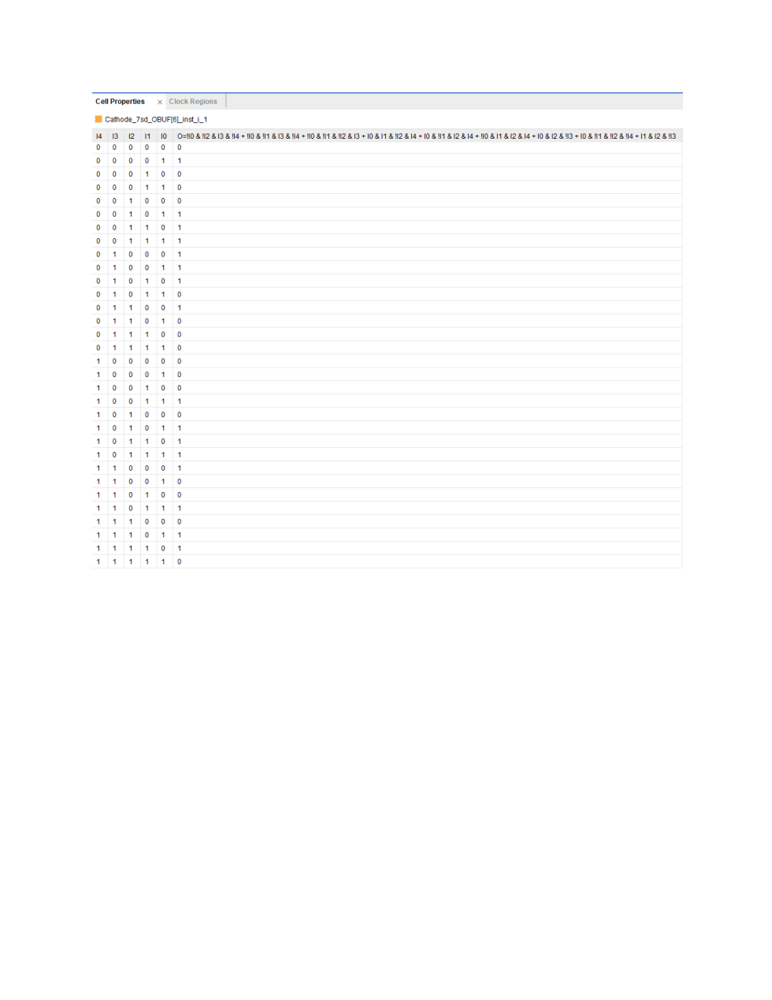 Cell Properties × Clock Regions
Cathode_7sd_OBUF[6]_inst_i_1
I4 I3 I2 I1 I0 O=!I0 & !I2 & I3 & !I4 + !I0 & !I1 & I3 & !I4 + !I0 & !I1 & !I2 & I3 + I0 & I1 & !I2 & I4 + I0 & !I1 & I2 & I4 + !I0 & I1 & I2 & I4 + I0 & I2 & !I3 + I0 & !I1 & !I2 & !I4 + I1 & I2 & !I3
0 0 0 0 0 0
0 0 0 0 1 1
0 0 0 1 0 0
0 0 0 1 1 0
0 0 1 0 0 0
0 0 1 0 1 1
0 0 1 1 0 1
0 0 1 1 1 1
0 1 0 0 0 1
0 1 0 0 1 1
0 1 0 1 0 1
0 1 0 1 1 0
0 1 1 0 0 1
0 1 1 0 1 0
0 1 1 1 0 0
0 1 1 1 1 0
1 0 0 0 0 0
1 0 0 0 1 0
1 0 0 1 0 0
1 0 0 1 1 1
1 0 1 0 0 0
1 0 1 0 1 1
1 0 1 1 0 1
1 0 1 1 1 1
1 1 0 0 0 1
1 1 0 0 1 0
1 1 0 1 0 0
1 1 0 1 1 1
1 1 1 0 0 0
1 1 1 0 1 1
1 1 1 1 0 1
1 1 1 1 1 0